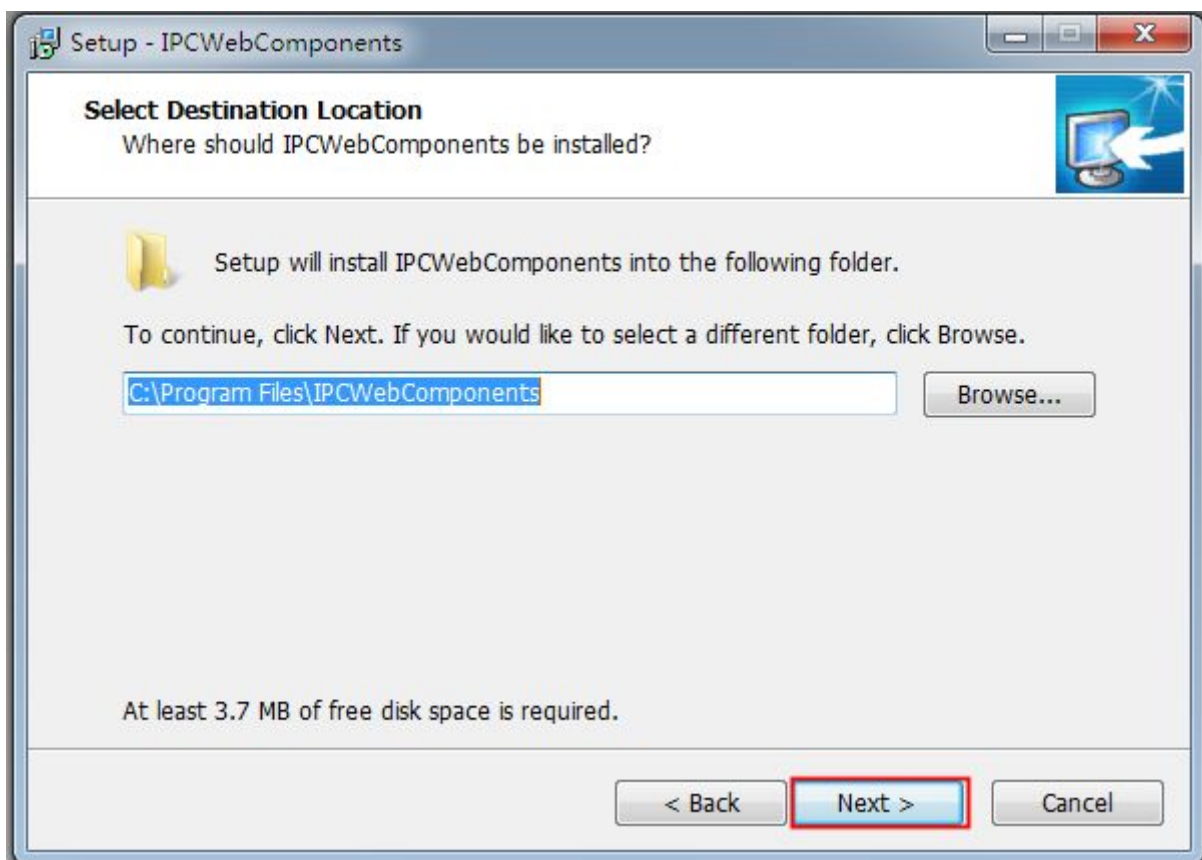 Setup - IPCWebComponents
Select Destination Location
Where should IPCWebComponents be installed?
Setup will install IPCWebComponents into the following folder.
To continue, click Next. If you would like to select a different folder, click Browse.
C:\Program Files\IPCWebComponents
Browse...
At least 3.7 MB of free disk space is required.
< Back
Next >
Cancel